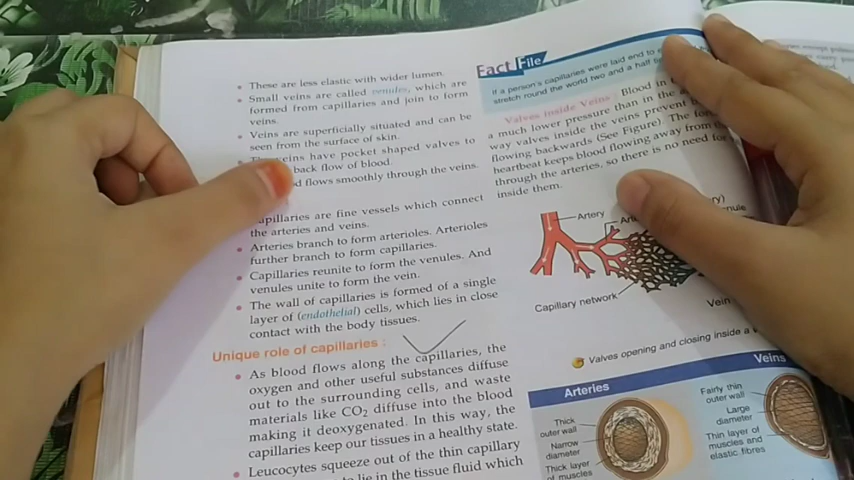 These are less elastic with wider lumen.
Small veins are called venules, which are
formed from capillaries and join to form
veins.
Veins are superficially situated and can be
seen from the surface of skin.
veins have pocket shaped valves to
back flow of blood.
flows smoothly through the veins.
Capillaries are fine vessels which connect
the arteries and veins.
Arteries branch to form arterioles. Arterioles
further branch to form capillaries.
Capillaries reunite to form the venules. And
venules unite to form the vein.
The wall of capillaries is formed of a single
layer of (endothelial) cells, which lies in close
contact with the body tissues.
Unique role of capillaries :
As blood flows along the capillaries, the
oxygen and other useful substances diffuse
out to the surrounding cells, and waste
materials like CO₂ diffuse into the blood
making it deoxygenated. In this way, the
capillaries keep our tissues in a healthy state.
Leucocytes squeeze out of the thin capillary
to lie in the tissue fluid which
Fact File
If a person's capillaries were laid end to
stretch round the world two and a half
Valves inside Veins : Blood in
a much lower pressure than in the
way valves inside the veins prevent
flowing backwards (See Figure) The
heartbeat keeps blood flowing away from
through the arteries, so there is no need for
inside them.
Artery
Capillary network
Vein
Valves opening and closing inside a
Arteries
Thick
outer wall
Narrow
diameter
Thick layer
of muscles
Veins
Fairly thin
outer wall
Large
diameter
Thin layer of
muscles and
elastic fibres